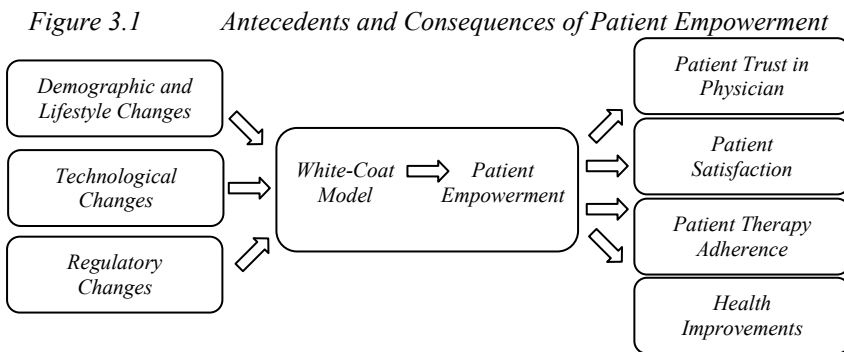 Figure 3.1 Antecedents and Consequences of Patient Empowerment
Demographic and
Lifestyle Changes
Technological
Changes
Regulatory
Changes
White-Coat
Model
Patient
Empowerment
Patient Trust in
Physician
Patient
Satisfaction
Patient Therapy
Adherence
Health
Improvements